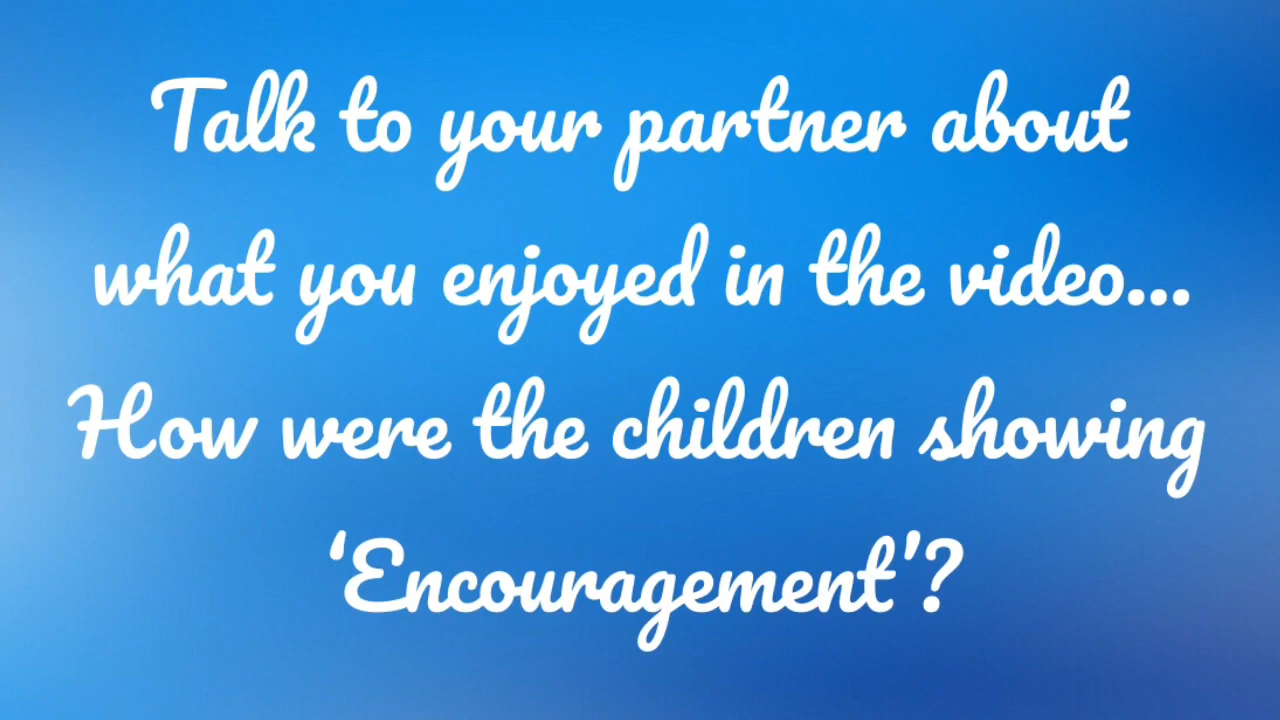 Talk to your partner about
what you enjoyed in the video...
How were the children showing
‘Encouragement’?